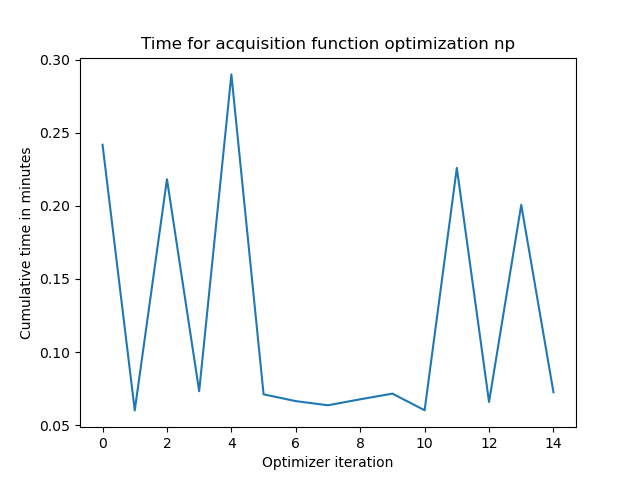 Time for acquisition function optimization np
Cumulative time in minutes
0.30
0.25
0.20
0.15
0.10
0.05
0 2 4 6 8 10 12 14
Optimizer iteration